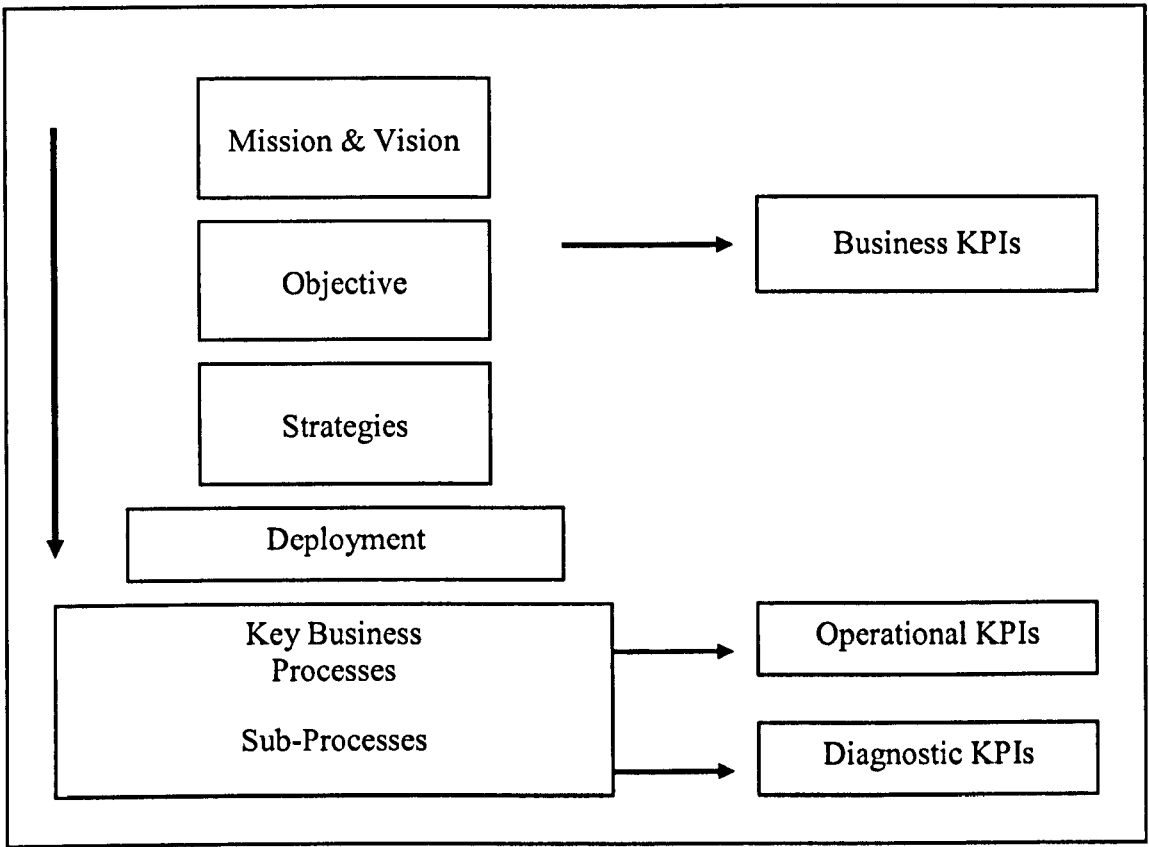 Mission & Vision
Objective
Business KPIs
Strategies
Deployment
Key Business
Processes
Operational KPIs
Sub-Processes
Diagnostic KPIs